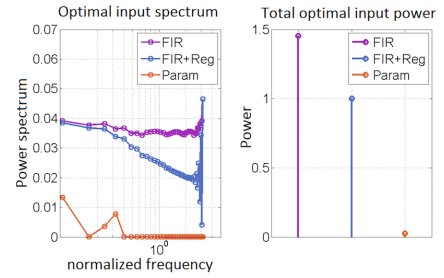 Optimal input spectrum
0.07
0.06
0.05
0.04
0.03
0.02
0.01
0
Power spectrum
FIR
FIR+Reg
Param
10⁰
normalized frequency
Total optimal input power
1.5
1
0.5
0
Power
FIR
FIR+Reg
Param